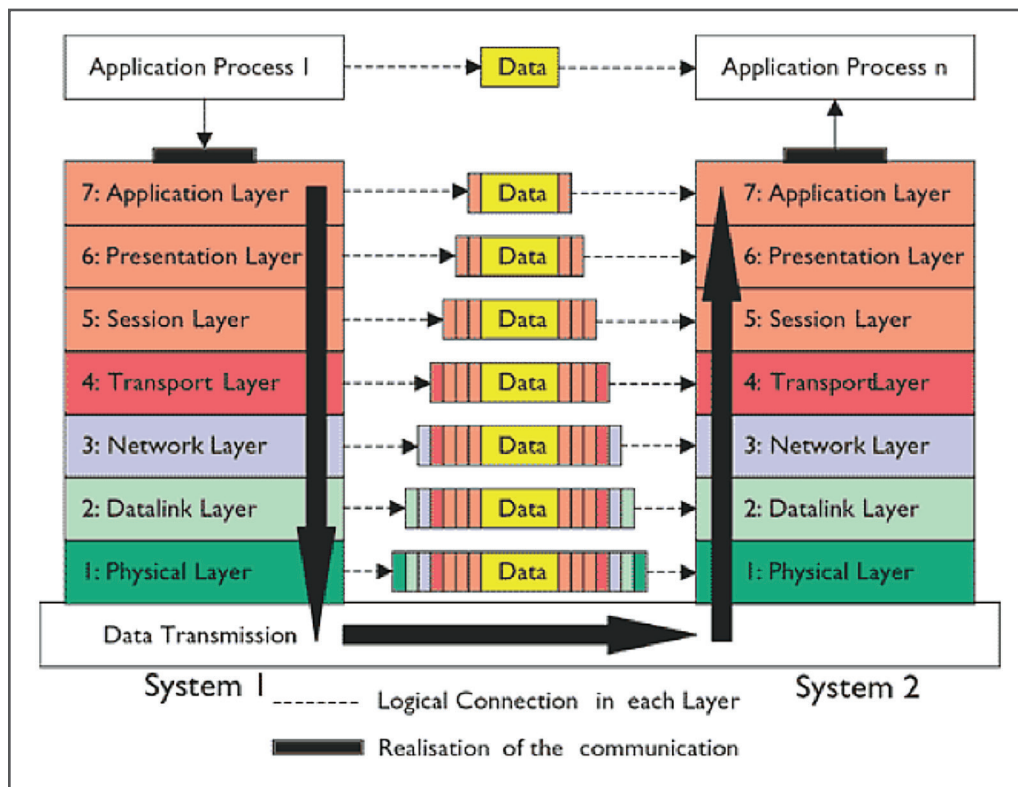 Application Process 1
Data
Application Process n
7: Application Layer
Data
7: Application Layer
6: Presentation Layer
Data
6: Presentation Layer
5: Session Layer
Data
5: Session Layer
4: Transport Layer
Data
4: TransportLayer
3: Network Layer
Data
3: Network Layer
2: Datalink Layer
Data
2: Datalink Layer
1: Physical Layer
Data
1: Physical Layer
Data Transmission
System 1
System 2
Logical Connection in each Layer
Realisation of the communication